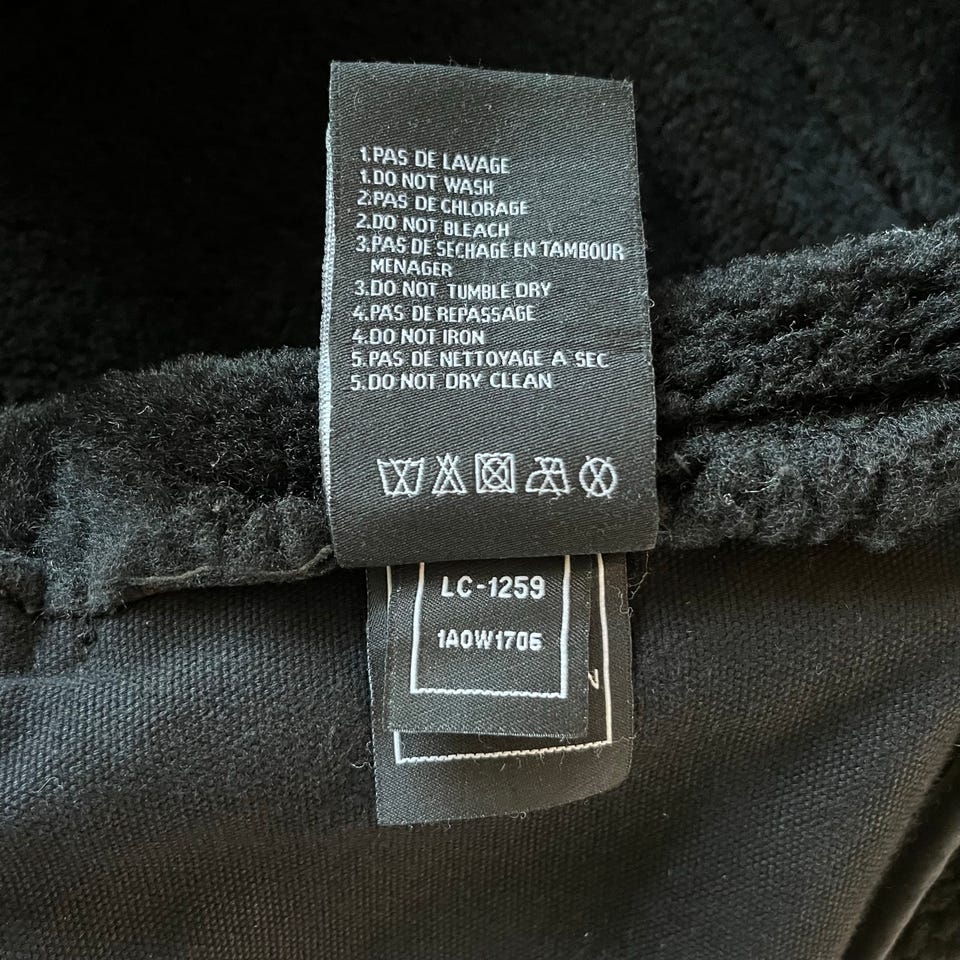 1.PAS DE LAVAGE
1.DO NOT WASH
2.PAS DE CHLORAGE
2.DO NOT BLEACH
3.PAS DE SECHAGE EN TAMBOUR
MENAGER
3.DO NOT TUMBLE DRY
4.PAS DE REPASSAGE
4.DO NOT IRON
5.PAS DE NETTOYAGE A SEC
5.DO NOT DRY CLEAN
LC-1259
1A0W1706